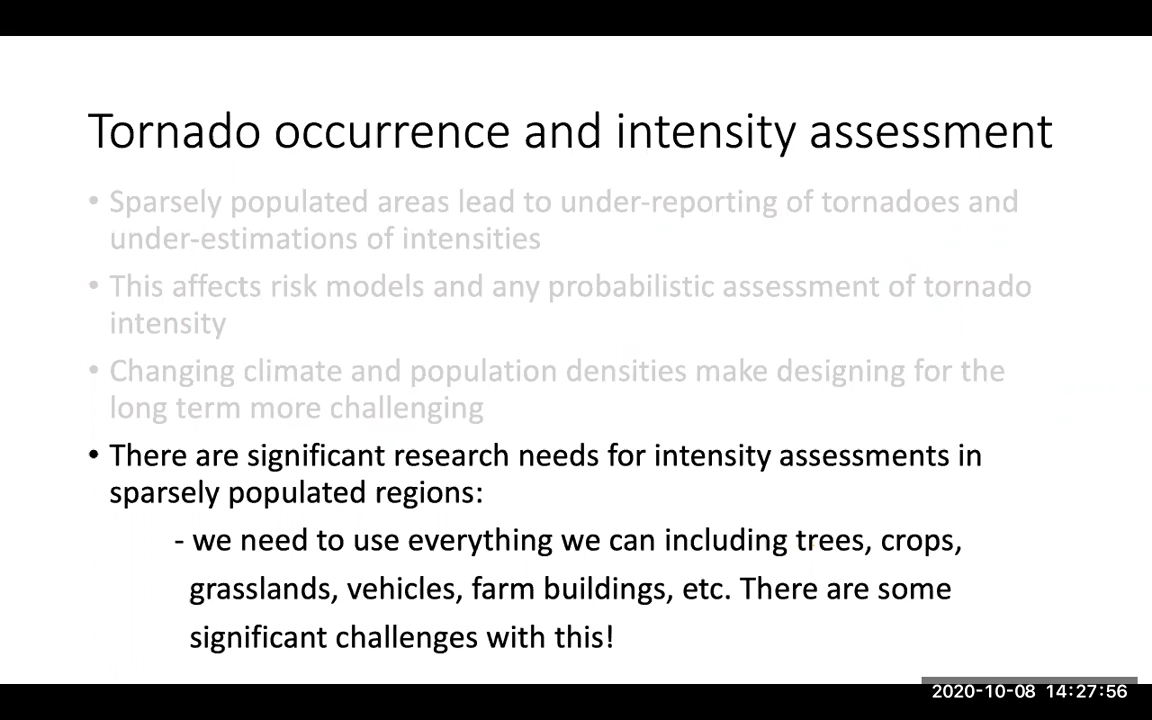 Tornado occurrence and intensity assessment
• Sparsely populated areas lead to under-reporting of tornadoes and
under-estimations of intensities
• This affects risk models and any probabilistic assessment of tornado
intensity
• Changing climate and population densities make designing for the
long term more challenging
• There are significant research needs for intensity assessments in
sparsely populated regions:
- we need to use everything we can including trees, crops,
grasslands, vehicles, farm buildings, etc. There are some
significant challenges with this!
2020-10-08 14:27:56